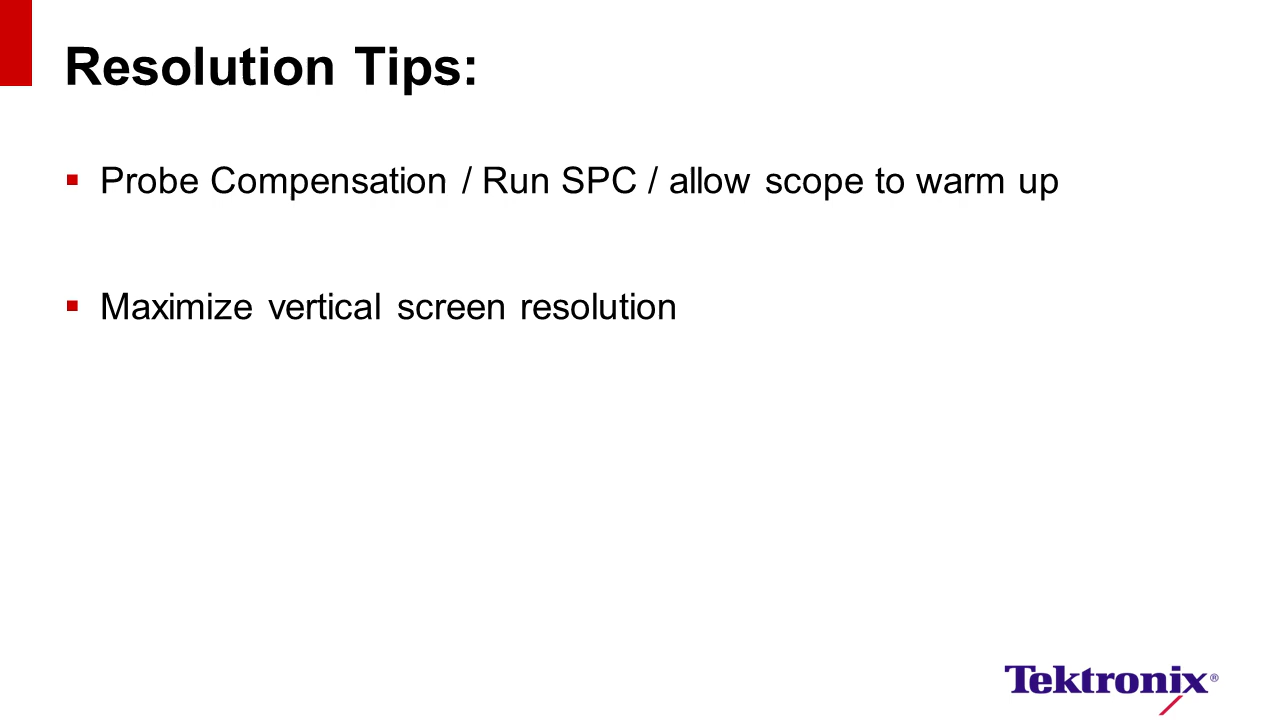 Resolution Tips:
Probe Compensation / Run SPC / allow scope to warm up
Maximize vertical screen resolution
Tektronix®